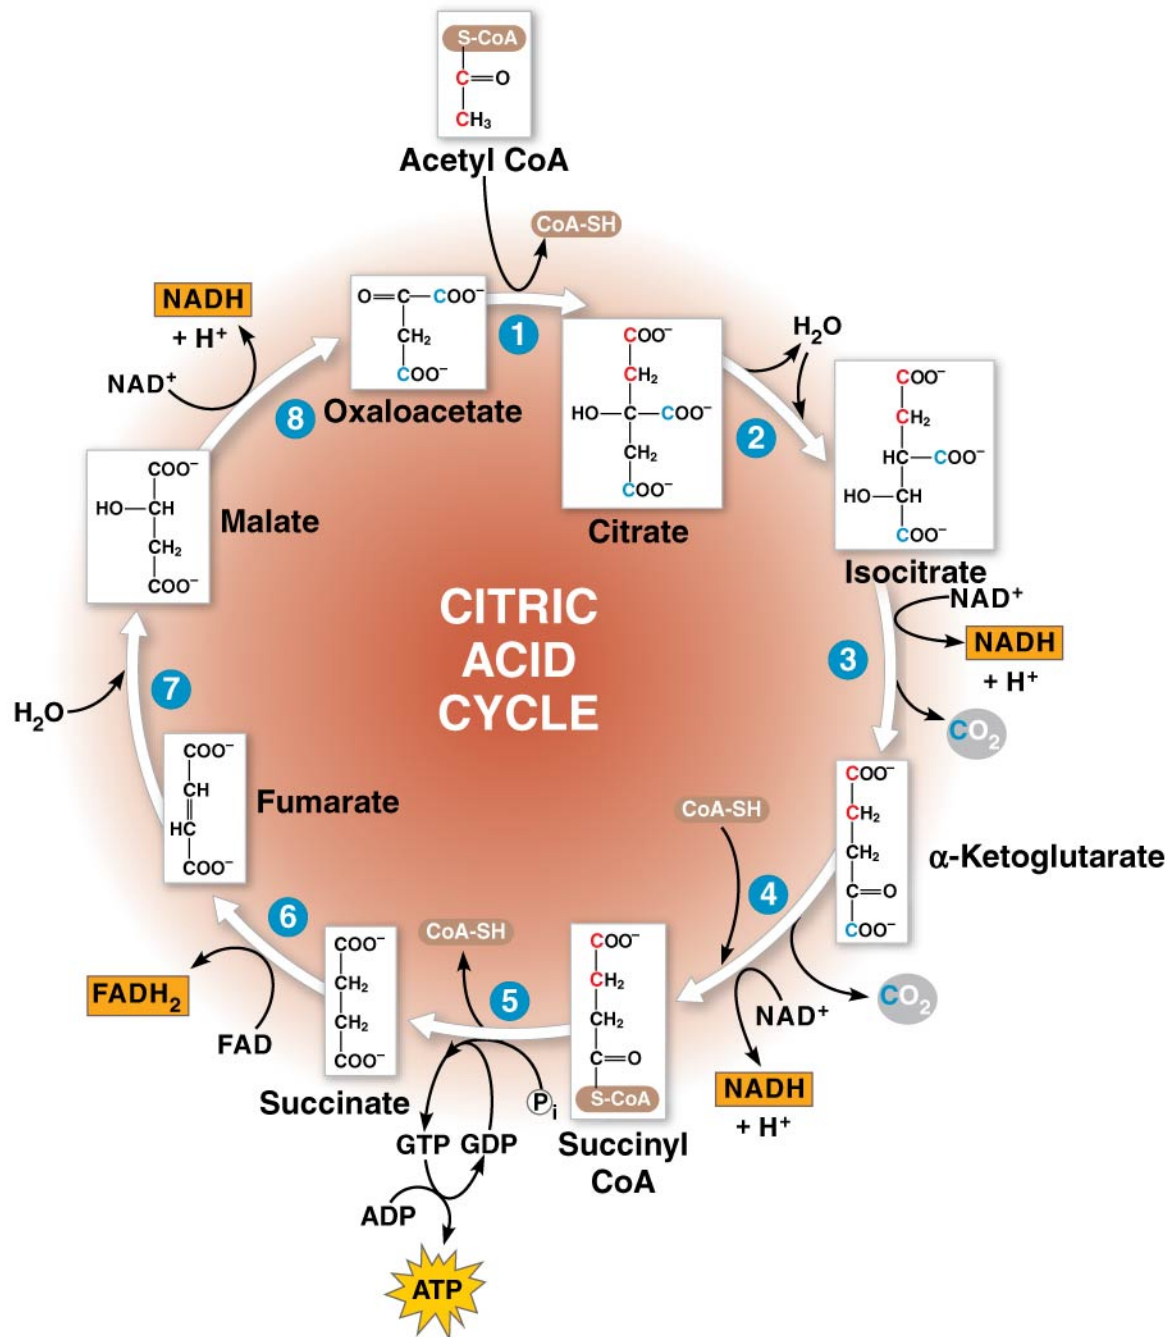 S-CoA
C=O
CH₃
Acetyl CoA
CoA-SH
NADH
+ H⁺
NAD⁺
8
O=C—COO⁻
CH₂
COO⁻
Oxaloacetate
1
COO⁻
CH₂
HO—C—COO⁻
CH₂
COO⁻
Citrate
2
H₂O
COO⁻
CH₂
HC—COO⁻
HO—CH
COO⁻
Isocitrate
NAD⁺
NADH
+ H⁺
3
CO₂
COO⁻
CH₂
CH₂
C=O
COO⁻
α-Ketoglutarate
CoA-SH
4
CO₂
NAD⁺
NADH
+ H⁺
COO⁻
CH₂
CH₂
C=O
S-CoA
Succinyl
CoA
5
CoA-SH
Pᵢ
GTP GDP
ADP
ATP
COO⁻
CH₂
CH₂
COO⁻
Succinate
6
FADH₂
FAD
COO⁻
CH
HC
COO⁻
Fumarate
7
H₂O
COO⁻
HO—CH
CH₂
COO⁻
Malate
CITRIC
ACID
CYCLE